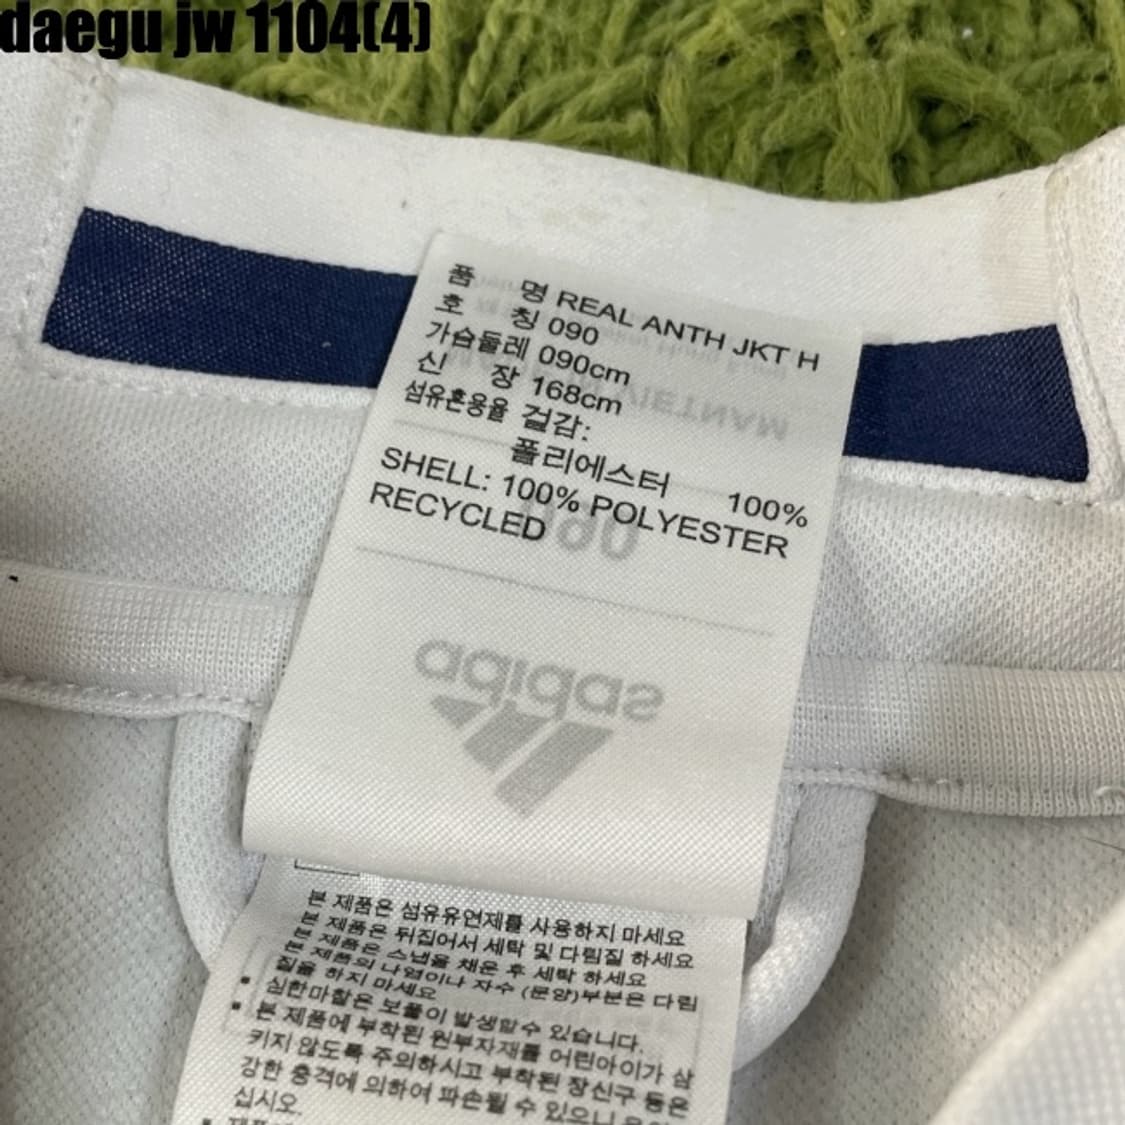 daegu jw 1104(4)
품 명 REAL ANTH JKT H
호 칭 090
가슴둘레 090cm
신 장 168cm
섬유혼용율 겉감:
폴리에스터 100%
SHELL: 100% POLYESTER
RECYCLED
VIETNAM
090
adidas
본 제품은 섬유유연제를 사용하지 마세요
본 제품은 뒤집어서 세탁 및 다림질 하세요
본 제품은 스냅을 채운 후 세탁 하세요
본 제품의 나염이나 자수 (문양)부분은 다림
질을 하지 마세요
▪ 심한마찰은 보풀이 발생할수 있습니다.
▪ 본 제품에 부착된 원부자재를 어린아이가 삼
키지 않도록 주의하시고 부착된 장신구 등은
강한 충격에 의하여 파손될 수 있으니
십시오.